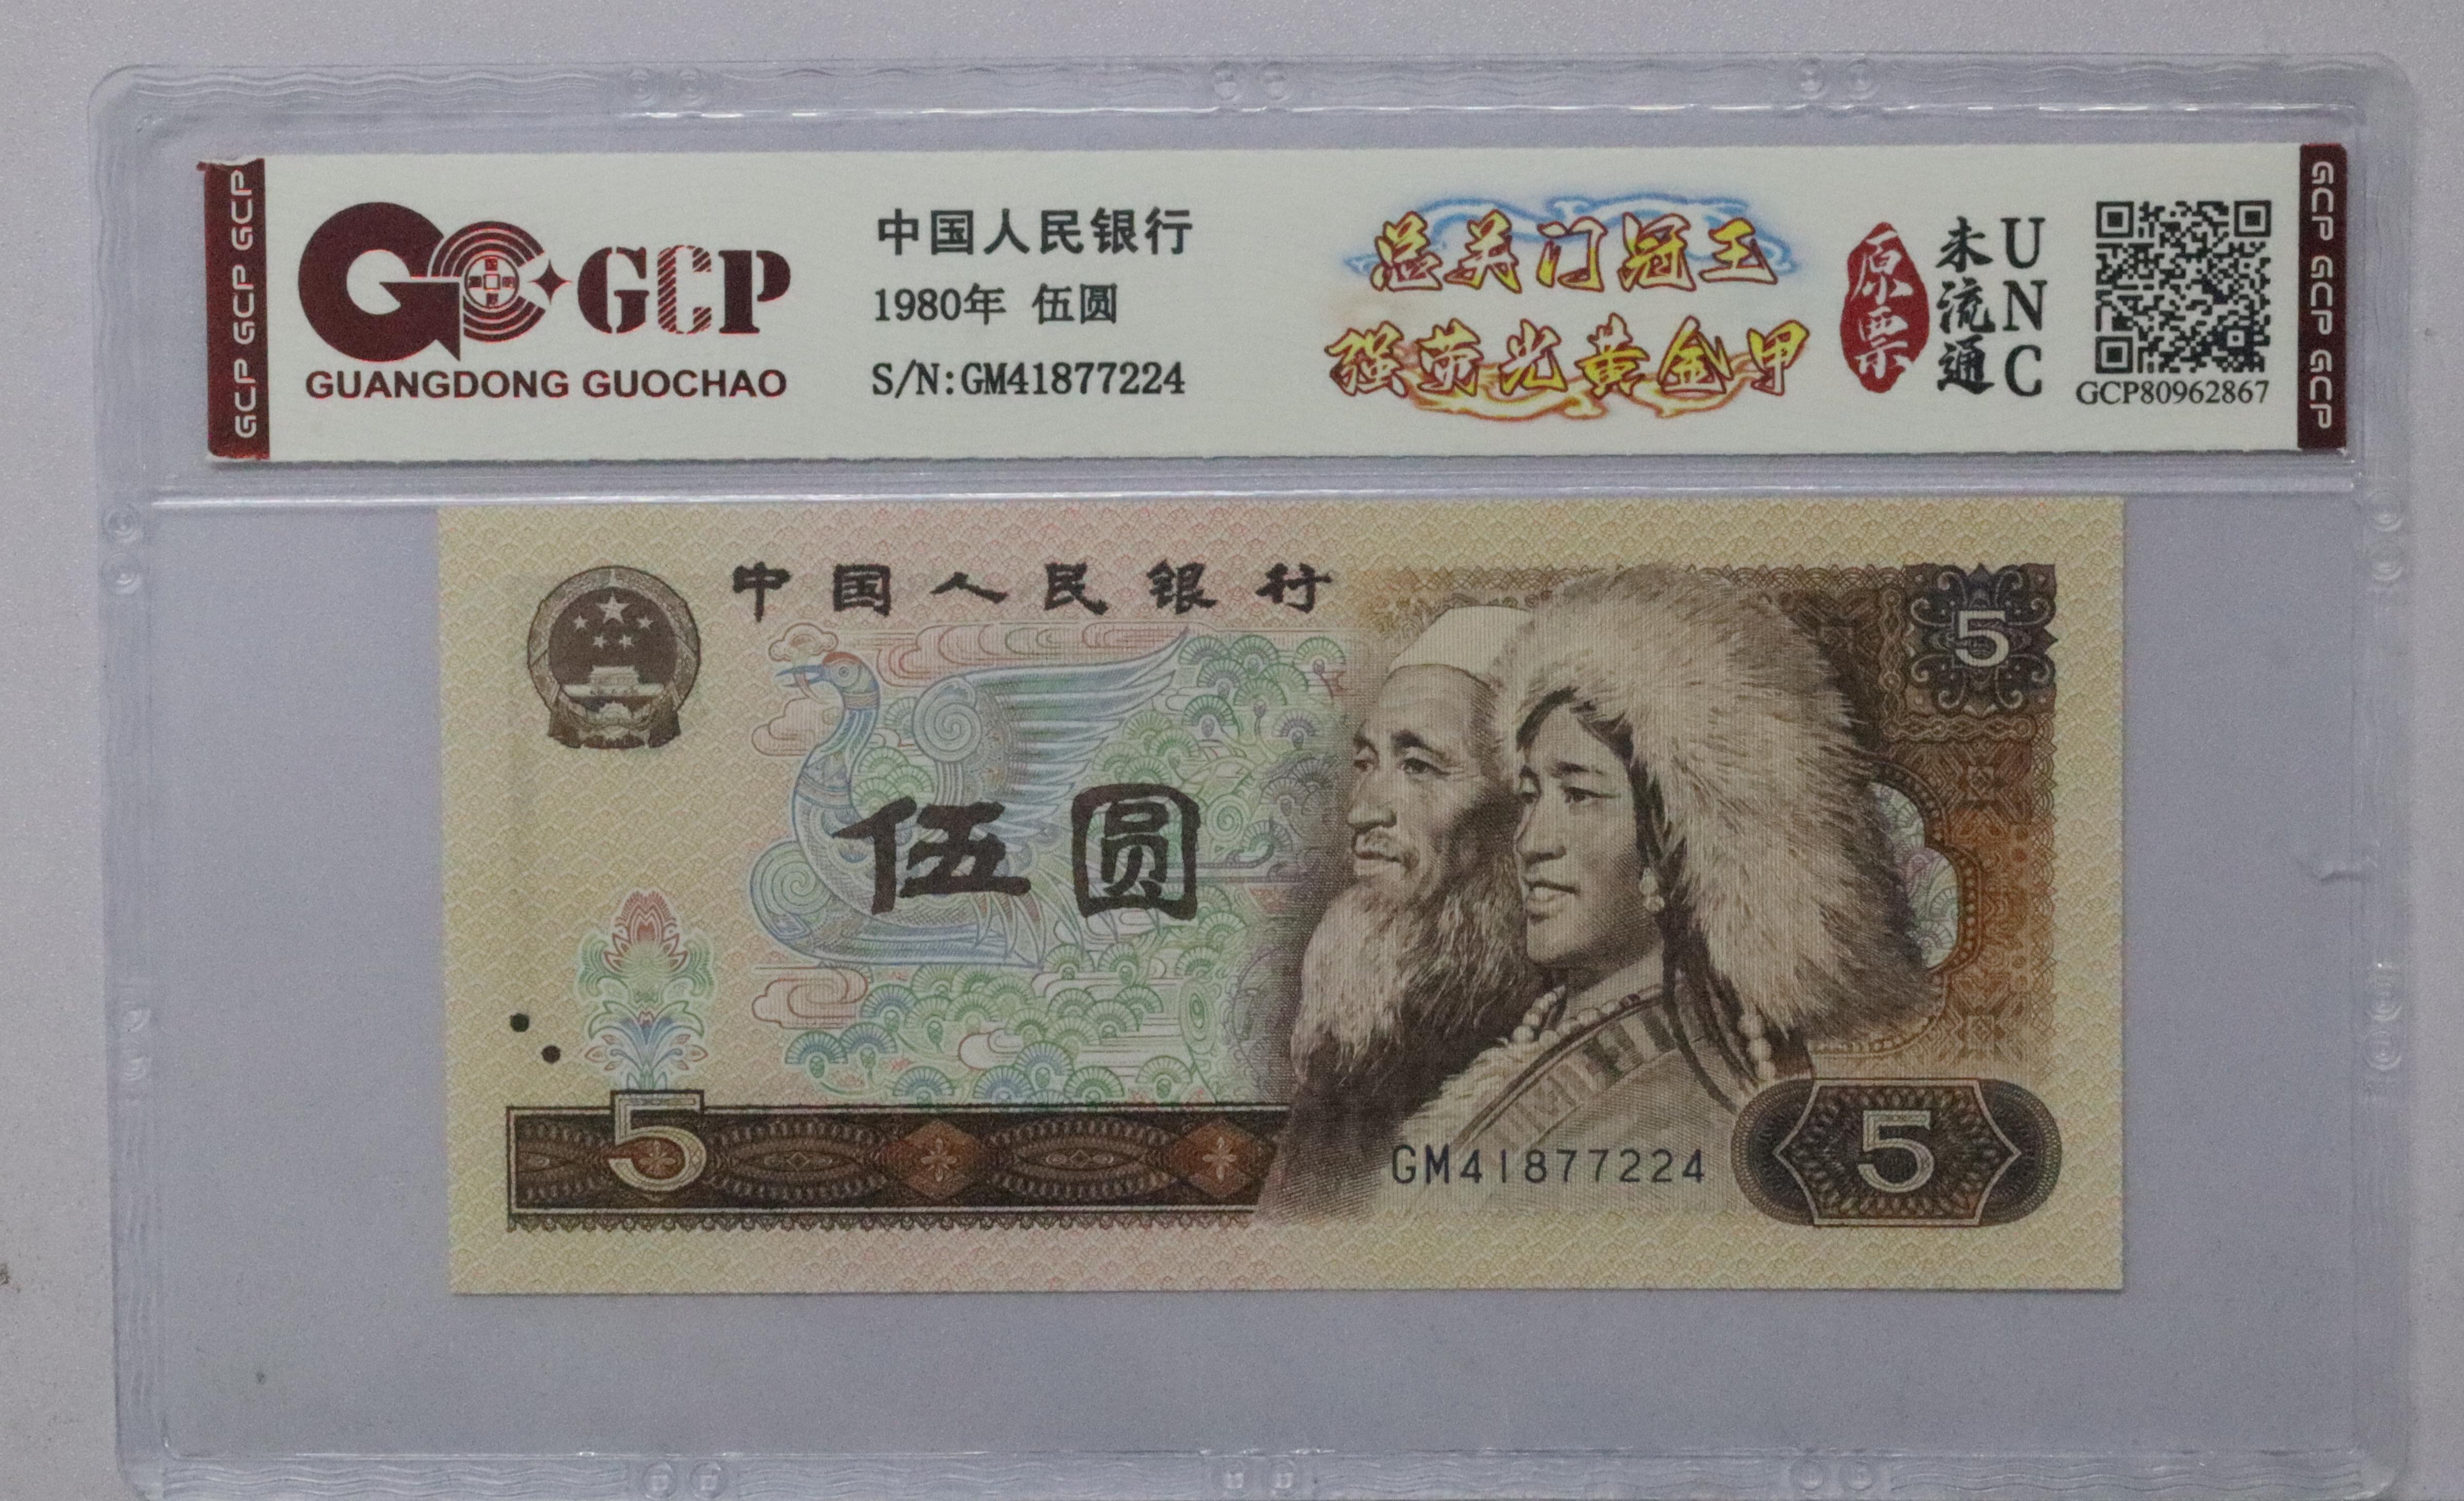 GCP GCP GCP
GCP
GUANGDONG GUOCHAO
中国人民银行
1980年 伍圆
S/N:GM41877224
总关门冠王
强荧光黄金甲
原票
未流通
UNC
GCP80962867
GCP GCP GCP
中国人民银行
5
伍圆
5
GM41877224
5